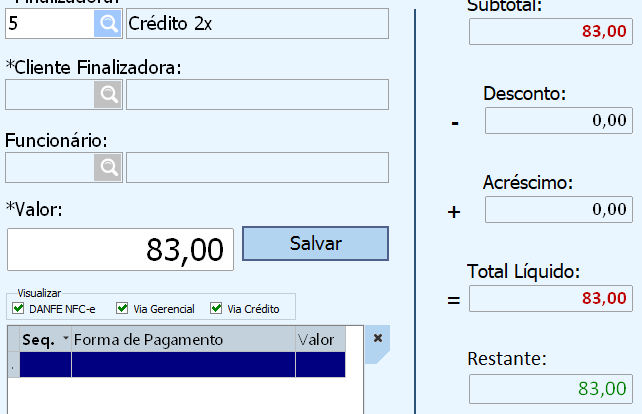 *Finalizadora:
5 Crédito 2x
*Cliente Finalizadora:
Funcionário:
*Valor:
83,00 Salvar
Visualizar
DANFE NFC-e Via Gerencial Via Crédito
Seq. Forma de Pagamento Valor
Subtotal:
83,00
Desconto:
- 0,00
Acréscimo:
+ 0,00
Total Líquido:
= 83,00
Restante:
83,00